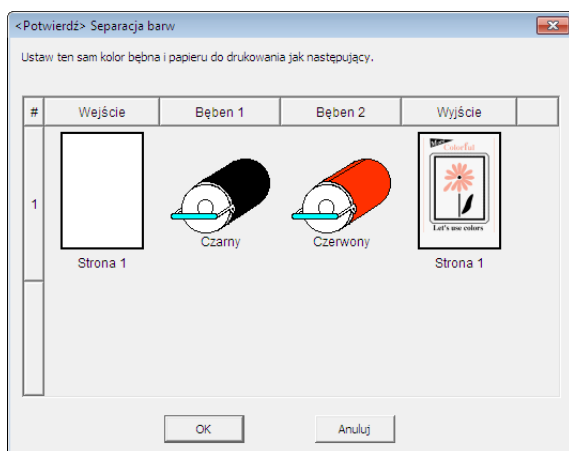 <Potwierdź> Separacja barw
Ustaw ten sam kolor bębna i papieru do drukowania jak następujący.
# Wejście Bęben 1 Bęben 2 Wyjście
1
Colorful
Let's use colors
Czarny Czerwony
Strona 1 Strona 1
OK Anuluj